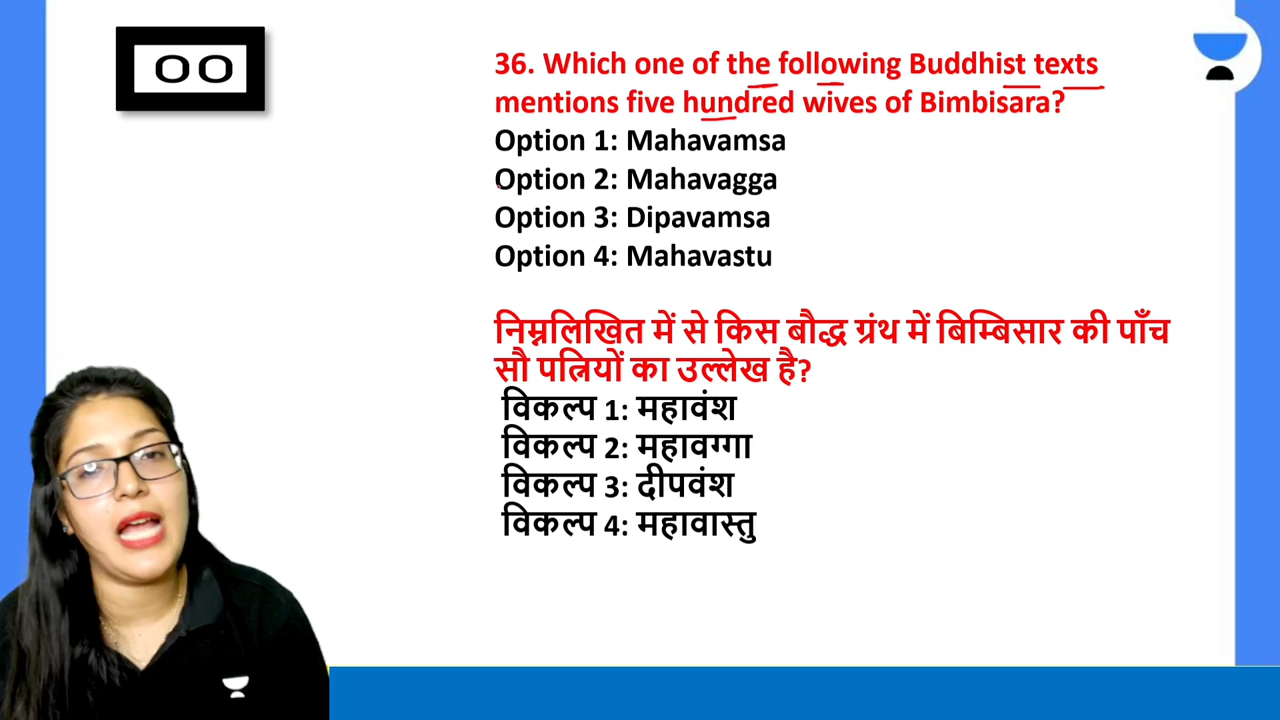 00
36. Which one of the following Buddhist texts
mentions five hundred wives of Bimbisara?
Option 1: Mahavamsa
Option 2: Mahavagga
Option 3: Dipavamsa
Option 4: Mahavastu
निम्नलिखित में से किस बौद्ध ग्रंथ में बिम्बिसार की पाँच
सौ पत्नियों का उल्लेख है?
विकल्प 1: महावंश
विकल्प 2: महावग्गा
विकल्प 3: दीपवंश
विकल्प 4: महावास्तु